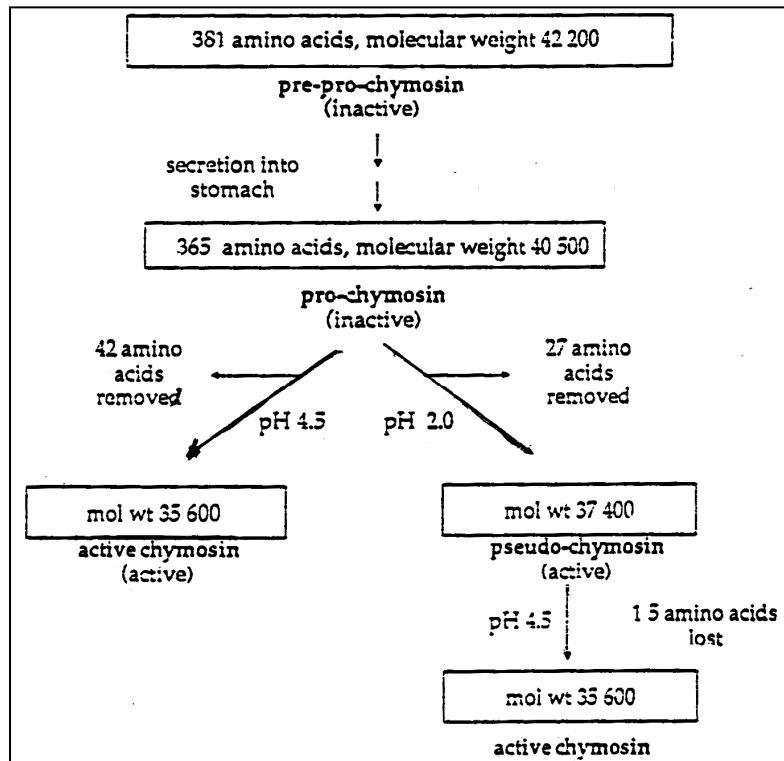 381 amino acids, molecular weight 42 200
pre-pro-chymosin
(inactive)
secretion into
stomach
365 amino acids, molecular weight 40 500
pro-chymosin
(inactive)
42 amino
acids
removed
27 amino
acids
removed
pH 4.5
pH 2.0
mol wt 35 600
active chymosin
(active)
mol wt 37 400
pseudo-chymosin
(active)
pH 4.5
15 amino acids
lost
mol wt 35 600
active chymosin